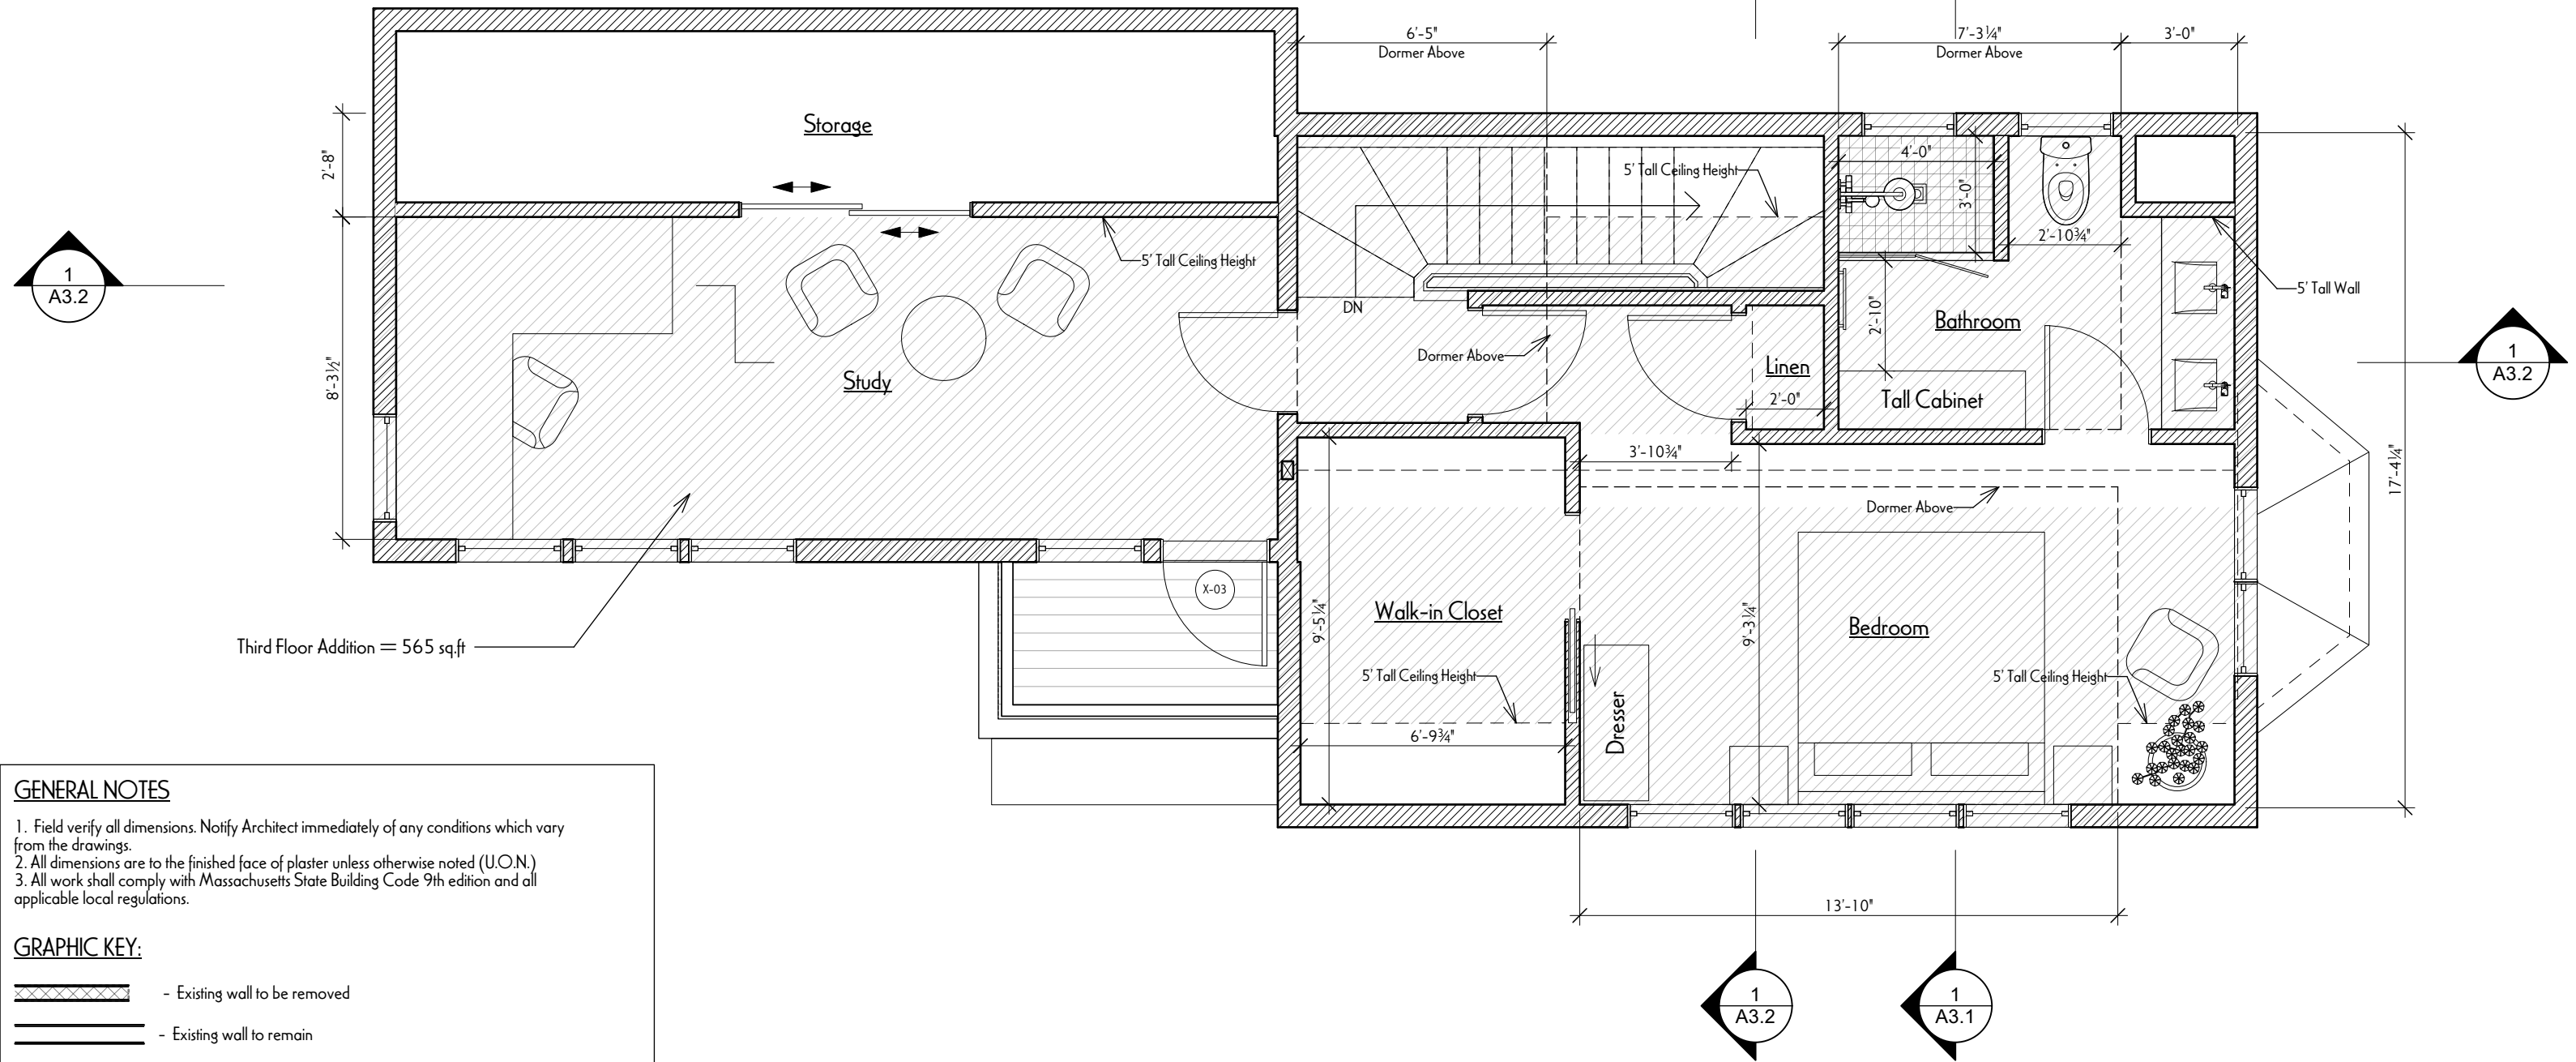 6'-5"
Dormer Above
7'-3¼"
Dormer Above
3'-0"
Storage
2'-8"
5' Tall Ceiling Height
4'-0"
3'-0"
2'-10¾"
5' Tall Ceiling Height
5' Tall Wall
1
A3.2
DN
2'-10"
Bathroom
Dormer Above
Linen
2'-0"
Tall Cabinet
1
A3.2
Study
8'-3½"
3'-10¾"
17'-4¼"
Dormer Above
X-03
9'-5¼"
Walk-in Closet
9'-3¼"
Bedroom
Third Floor Addition = 565 sq.ft
5' Tall Ceiling Height
5' Tall Ceiling Height
Dresser
6'-9¾"
13'-10"
GENERAL NOTES
1. Field verify all dimensions. Notify Architect immediately of any conditions which vary
from the drawings.
2. All dimensions are to the finished face of plaster unless otherwise noted (U.O.N.)
3. All work shall comply with Massachusetts State Building Code 9th edition and all
applicable local regulations.
GRAPHIC KEY:
- Existing wall to be removed
- Existing wall to remain
1
A3.2
1
A3.1